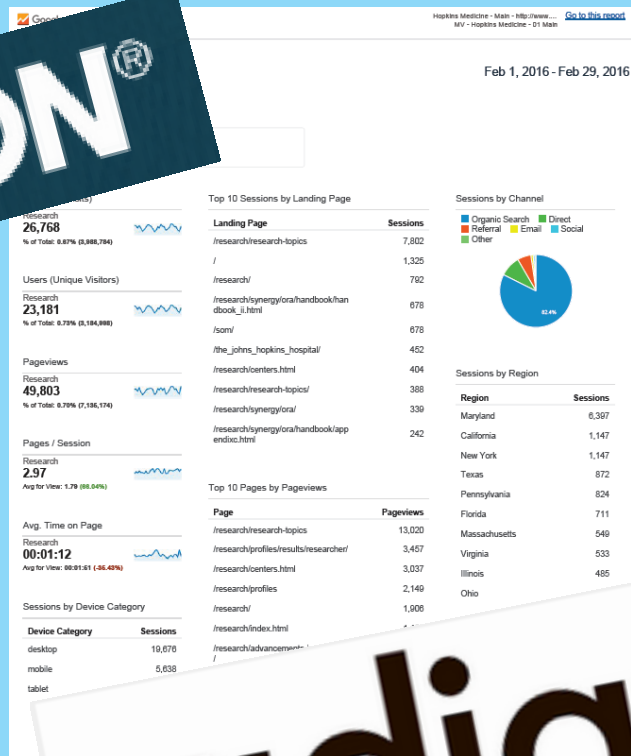 Hopkins Medicine - Main - http://www....
MV - Hopkins Medicine - 01 Main
Go to this report
ON®
Feb 1, 2016 - Feb 29, 2016
Research
26,768
% of Total: 0.67% (3,988,784)
Users (Unique Visitors)
Research
23,181
% of Total: 0.73% (3,184,998)
Pageviews
Research
49,803
% of Total: 0.70% (7,136,174)
Pages / Session
Research
2.97
Avg for View: 1.79 (66.04%)
Avg. Time on Page
Research
00:01:12
Avg for View: 00:01:51 (-35.43%)
Sessions by Device Category
Device Category Sessions
desktop 19,676
mobile 5,638
tablet
Top 10 Sessions by Landing Page
Landing Page Sessions
/research/research-topics 7,802
/ 1,325
/research/ 792
/research/synergy/ora/handbook/han
dbook_ii.html 678
/som/ 678
/the_johns_hopkins_hospital/ 452
/research/centers.html 404
/research/research-topics/ 388
/research/synergy/ora/ 339
/research/synergy/ora/handbook/app
endixc.html 242
Top 10 Pages by Pageviews
Page Pageviews
/research/research-topics 13,020
/research/profiles/results/researcher/ 3,457
/research/centers.html 3,037
/research/profiles 2,149
/research/ 1,906
/research/index.html
/research/advancements
/
Sessions by Channel
Organic Search Direct
Referral Email Social
Other
82.4%
Sessions by Region
Region Sessions
Maryland 6,397
California 1,147
New York 1,147
Texas 872
Pennsylvania 824
Florida 711
Massachusetts 549
Virginia 533
Illinois 485
Ohio
dig